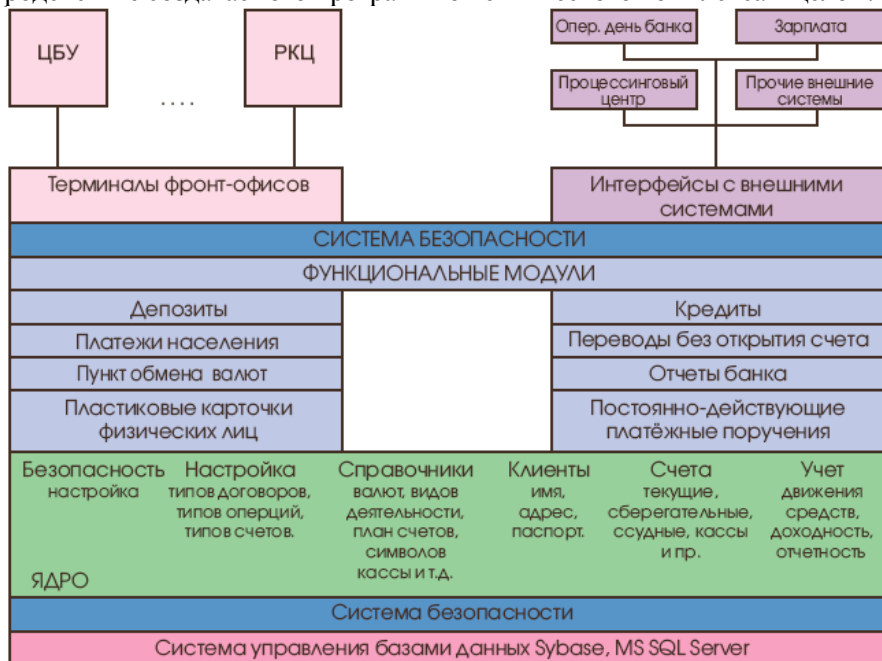 ЦБУ
РКЦ
....
Опер. день банка
Зарплата
Процессинговый
центр
Прочие внешние
системы
Терминалы фронт-офисов
Интерфейсы с внешними
системами
СИСТЕМА БЕЗОПАСНОСТИ
ФУНКЦИОНАЛЬНЫЕ МОДУЛИ
Депозиты
Кредиты
Платежи населения
Переводы без открытия счета
Пункт обмена валют
Отчеты банка
Пластиковые карточки
физических лиц
Постоянно-действующие
платёжные поручения
Безопасность
настройка
Настройка
типов договоров,
типов оперций,
типов счетов.
Справочники
валют, видов
деятельности,
план счетов,
символов
кассы и т.д.
Клиенты
имя,
адрес,
паспорт.
Счета
текущие,
сберегательные,
ссудные, кассы
и пр.
Учет
движения
средств,
доходность,
отчетность
ЯДРО
Система безопасности
Система управления базами данных Sybase, MS SQL Server